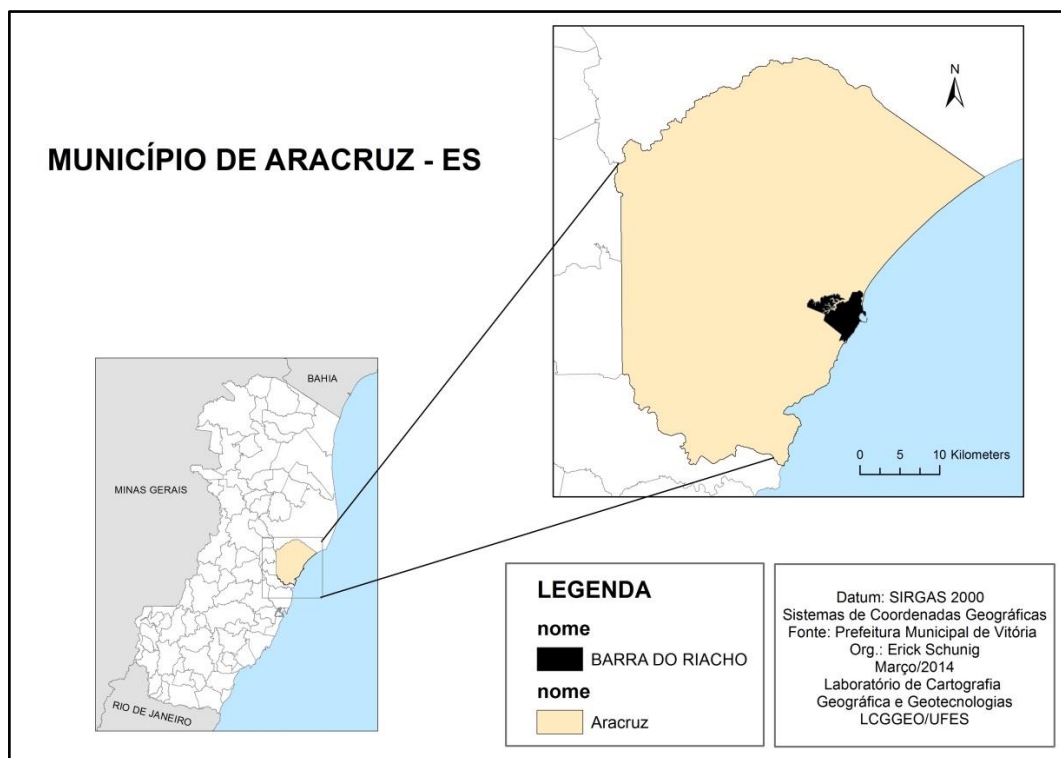 MUNICÍPIO DE ARACRUZ - ES
N
0 5 10 Kilometers
BAHIA
MINAS GERAIS
RIO DE JANEIRO
LEGENDA
nome
BARRA DO RIACHO
nome
Aracruz
Datum: SIRGAS 2000
Sistemas de Coordenadas Geográficas
Fonte: Prefeitura Municipal de Vitória
Org.: Erick Schunig
Março/2014
Laboratório de Cartografia
Geográfica e Geotecnologias
LCGGEO/UFES